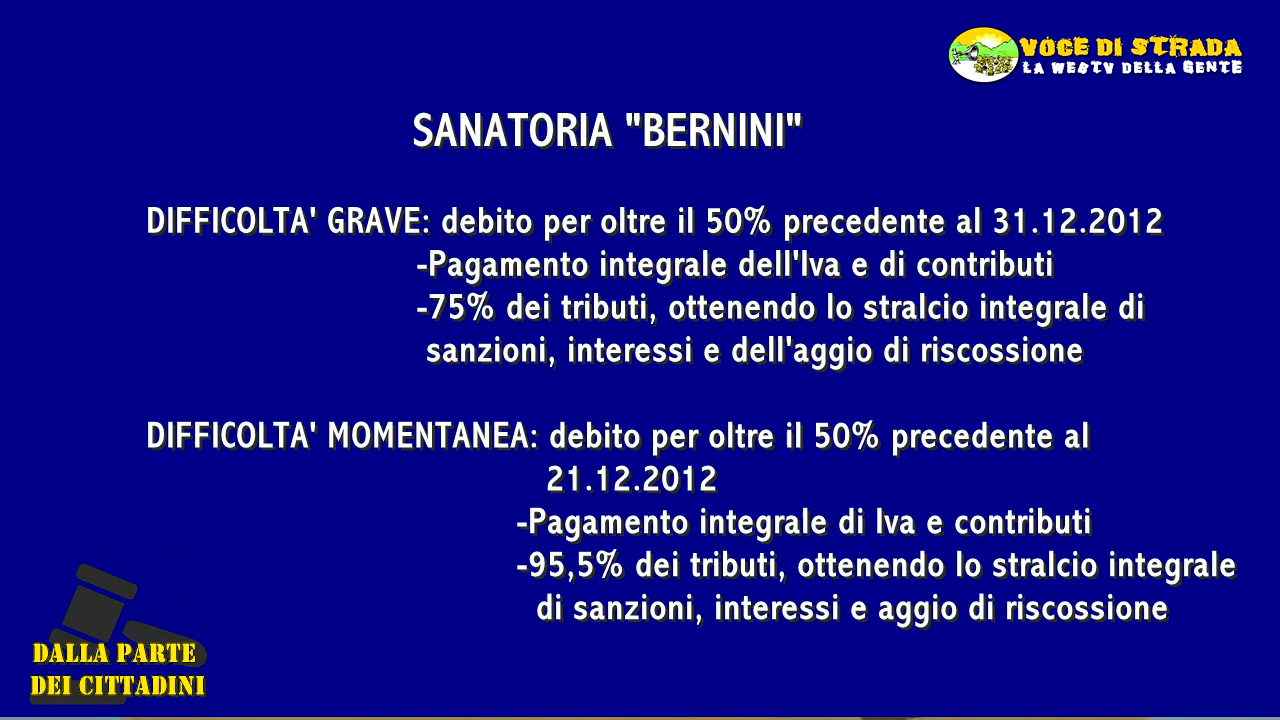 VOCE DI STRADA
LA WEBTV DELLA GENTE
SANATORIA "BERNINI"
DIFFICOLTA' GRAVE: debito per oltre il 50% precedente al 31.12.2012
-Pagamento integrale dell'Iva e di contributi
-75% dei tributi, ottenendo lo stralcio integrale di
sanzioni, interessi e dell'aggio di riscossione
DIFFICOLTA' MOMENTANEA: debito per oltre il 50% precedente al
21.12.2012
-Pagamento integrale di Iva e contributi
-95,5% dei tributi, ottenendo lo stralcio integrale
di sanzioni, interessi e aggio di riscossione
DALLA PARTE
DEI CITTADINI